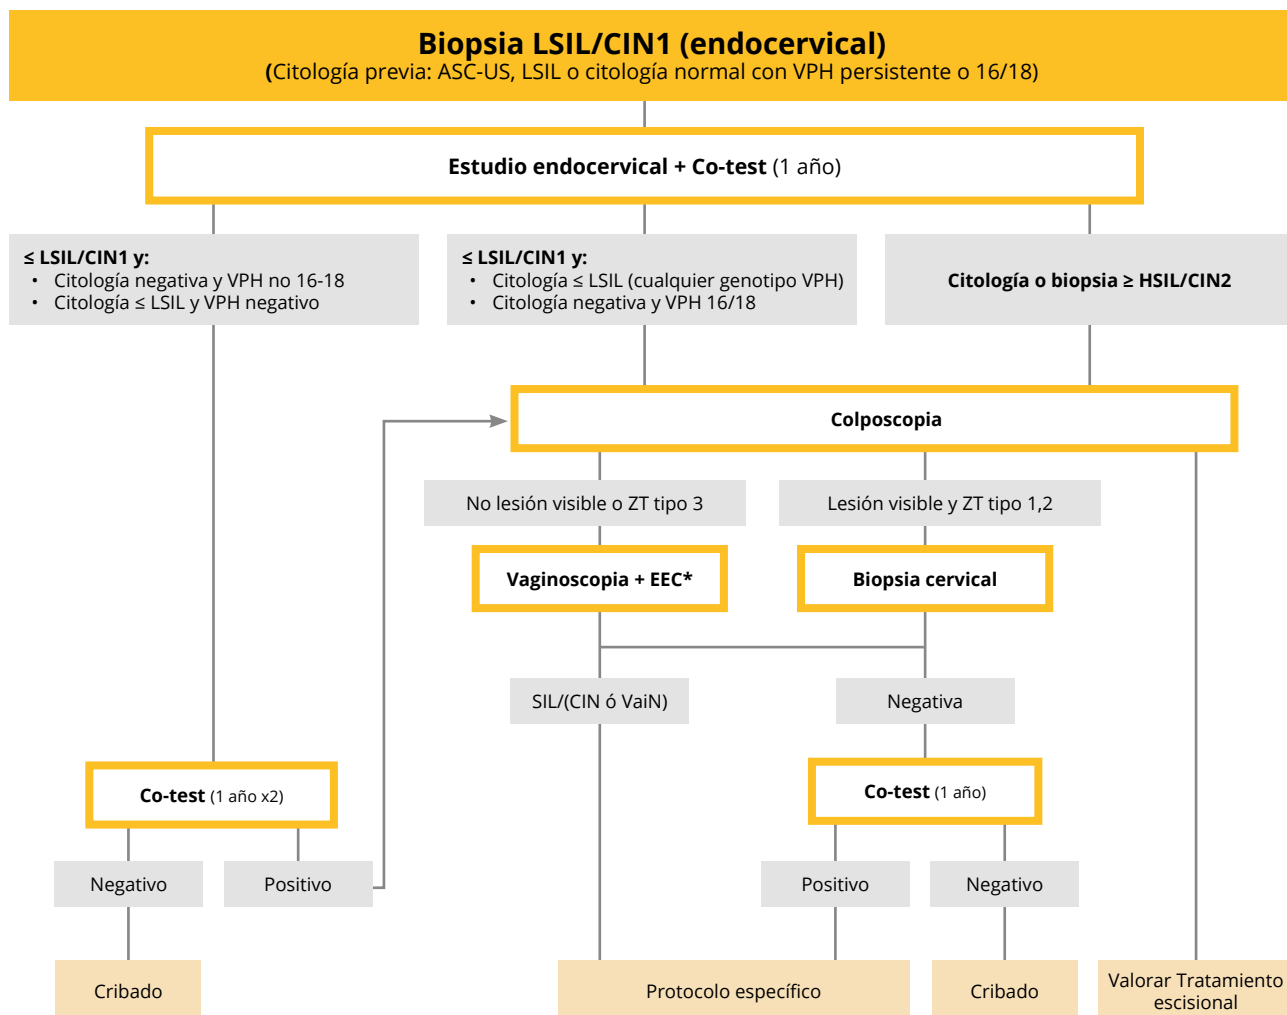 Biopsia LSIL/CIN1 (endocervical)
(Citología previa: ASC-US, LSIL o citología normal con VPH persistente o 16/18)
Estudio endocervical + Co-test (1 año)
≤ LSIL/CIN1 y:
• Citología negativa y VPH no 16-18
• Citología ≤ LSIL y VPH negativo
≤ LSIL/CIN1 y:
• Citología ≤ LSIL (cualquier genotipo VPH)
• Citología negativa y VPH 16/18
Citología o biopsia ≥ HSIL/CIN2
Colposcopia
No lesión visible o ZT tipo 3
Lesión visible y ZT tipo 1,2
Vaginoscopia + EEC*
Biopsia cervical
SIL/(CIN ó VaiN)
Negativa
Co-test (1 año x2)
Co-test (1 año)
Negativo
Positivo
Positivo
Negativo
Cribado
Protocolo específico
Cribado
Valorar Tratamiento
escisional